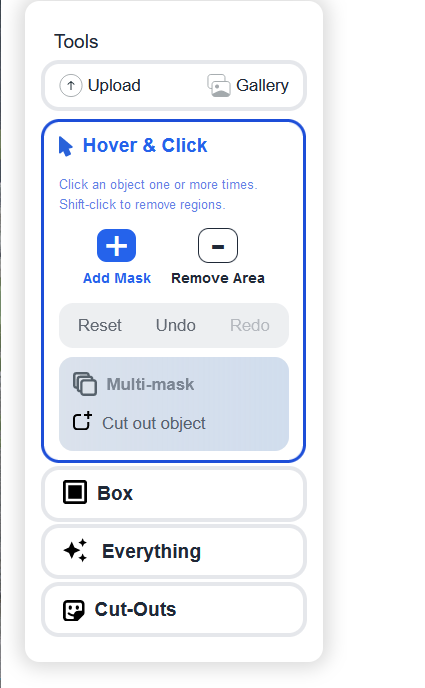 Tools
Upload Gallery
Hover & Click
Click an object one or more times.
Shift-click to remove regions.
Add Mask Remove Area
Reset Undo Redo
Multi-mask
Cut out object
Box
Everything
Cut-Outs